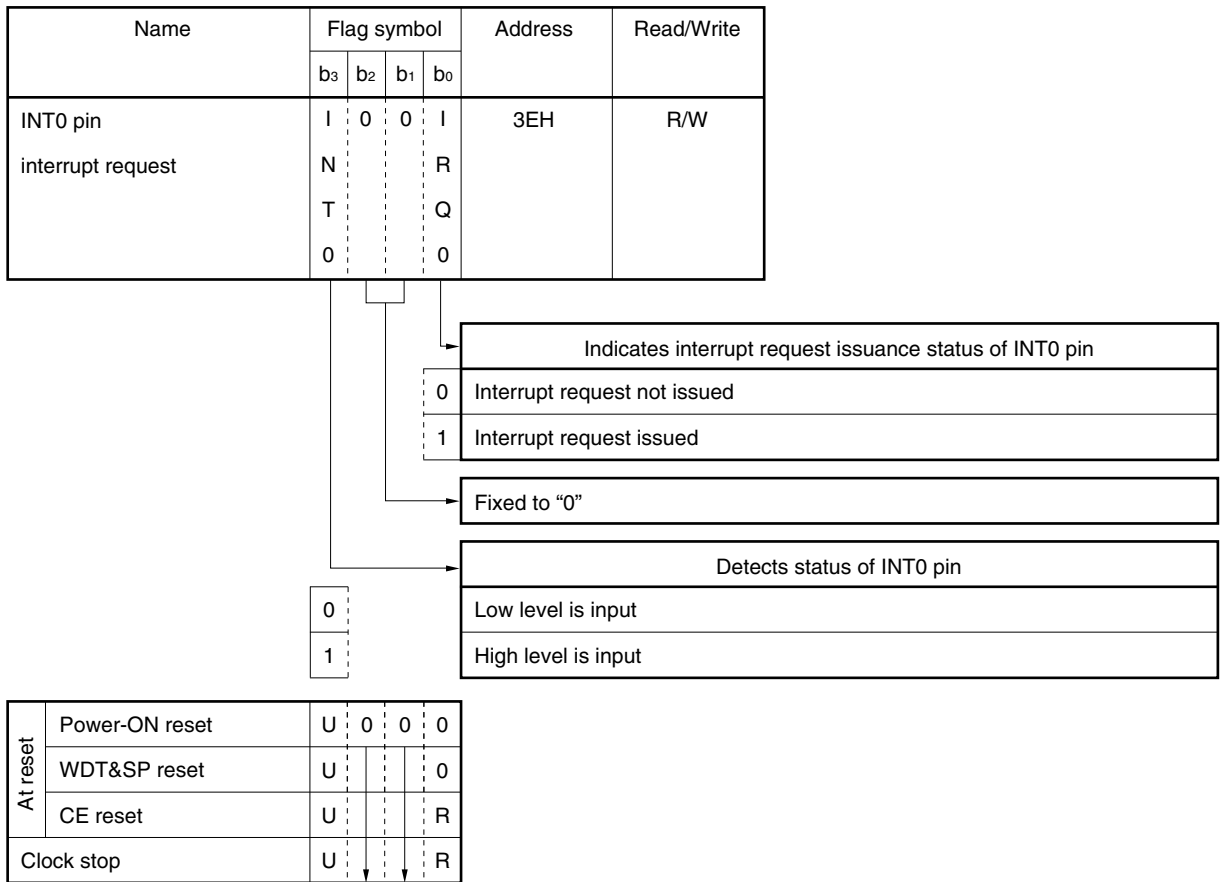 Name Flag symbol Address Read/Write
b3 b2 b1 b0
INT0 pin I 0 0 I 3EH R/W
interrupt request N R
T Q
0 0
Indicates interrupt request issuance status of INT0 pin
0 Interrupt request not issued
1 Interrupt request issued
Fixed to “0”
Detects status of INT0 pin
0 Low level is input
1 High level is input
At reset
Power-ON reset U 0 0 0
WDT&SP reset U 0
CE reset U R
Clock stop U R